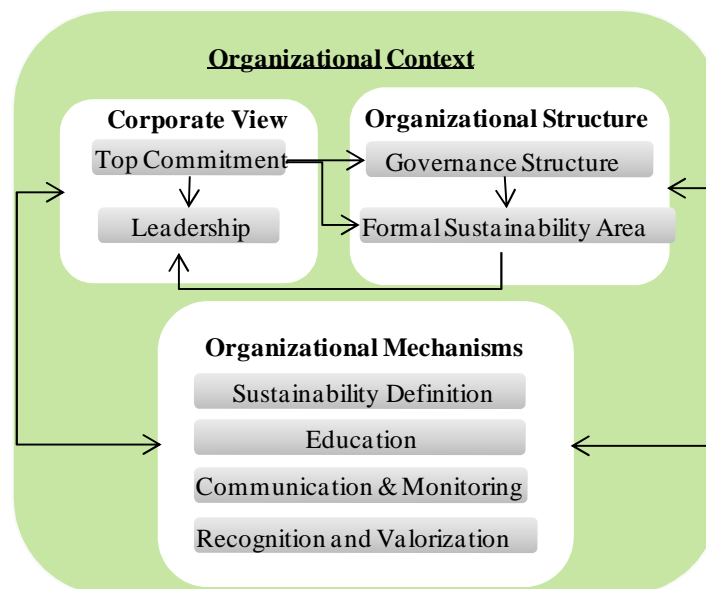 Organizational Context
Corporate View
Top Commitment
Leadership
Organizational Structure
Governance Structure
Formal Sustainability Area
Organizational Mechanisms
Sustainability Definition
Education
Communication & Monitoring
Recognition and Valorization